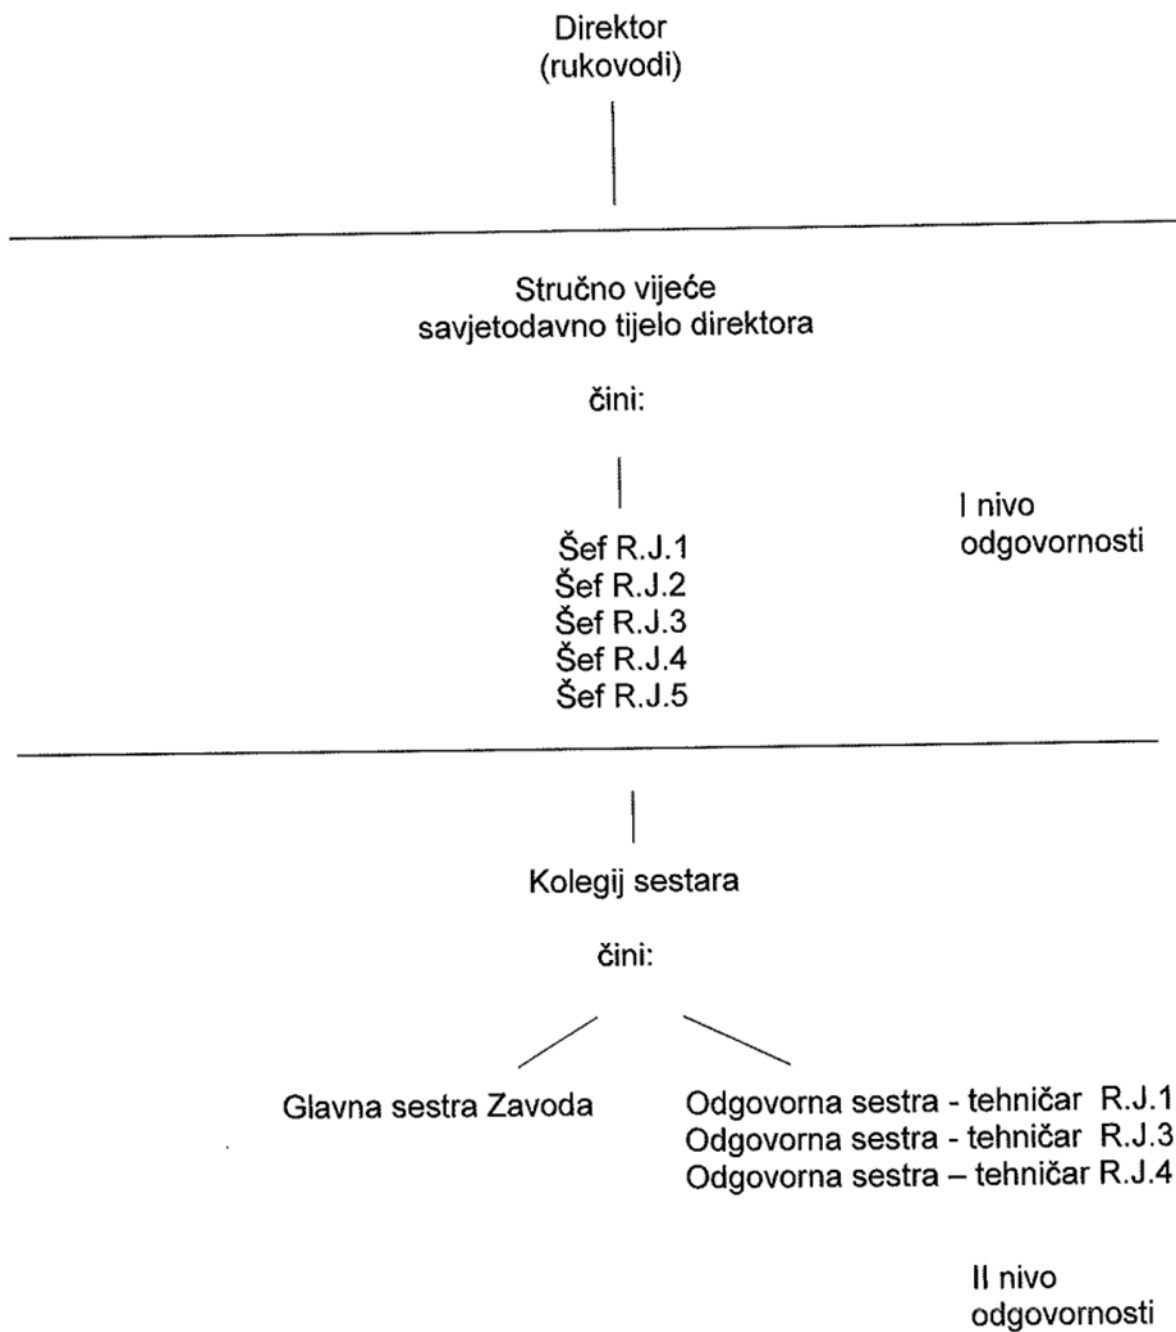 Direktor
(rukovodi)
Stručno vijeće
savjetodavno tijelo direktora
čini:
I nivo
odgovornosti
Šef R.J.1
Šef R.J.2
Šef R.J.3
Šef R.J.4
Šef R.J.5
Kolegij sestara
čini:
Glavna sestra Zavoda
Odgovorna sestra - tehničar R.J.1
Odgovorna sestra - tehničar R.J.3
Odgovorna sestra – tehničar R.J.4
II nivo
odgovornosti